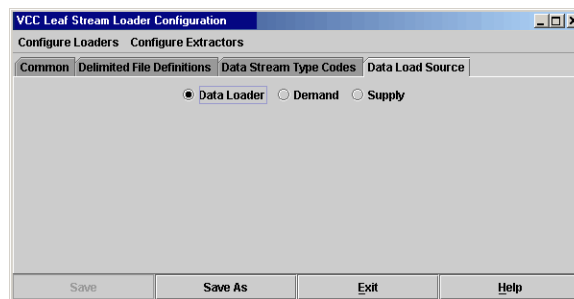 VCC Leaf Stream Loader Configuration
Configure Loaders Configure Extractors
Common Delimited File Definitions Data Stream Type Codes Data Load Source
Data Loader Demand Supply
Save Save As Exit Help